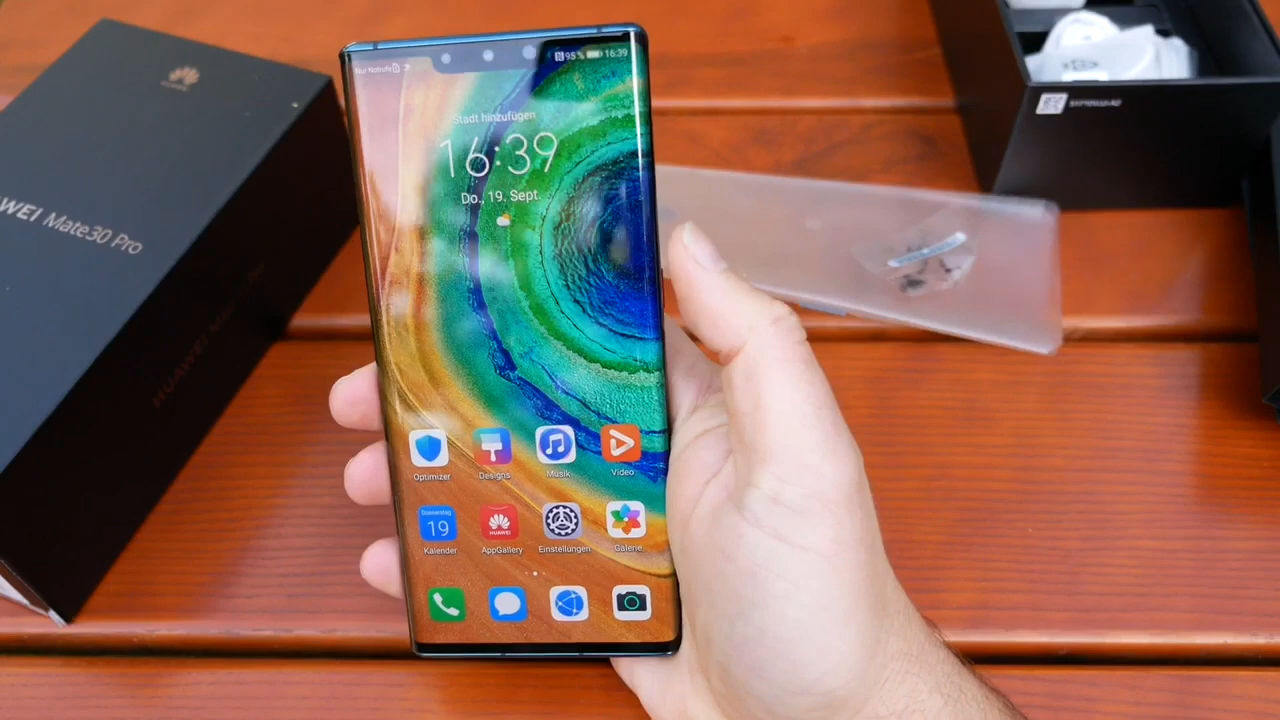 HUAWEI
WEI Mate30 Pro
HUAWEI
Nur Notrufe
95 % 16:39
Stadt hinzufügen
16:39
Do., 19. Sept.
Optimizer Designs Musik Video
Donnerstag
19
HUAWEI
Kalender AppGallery Einstellungen Galerie